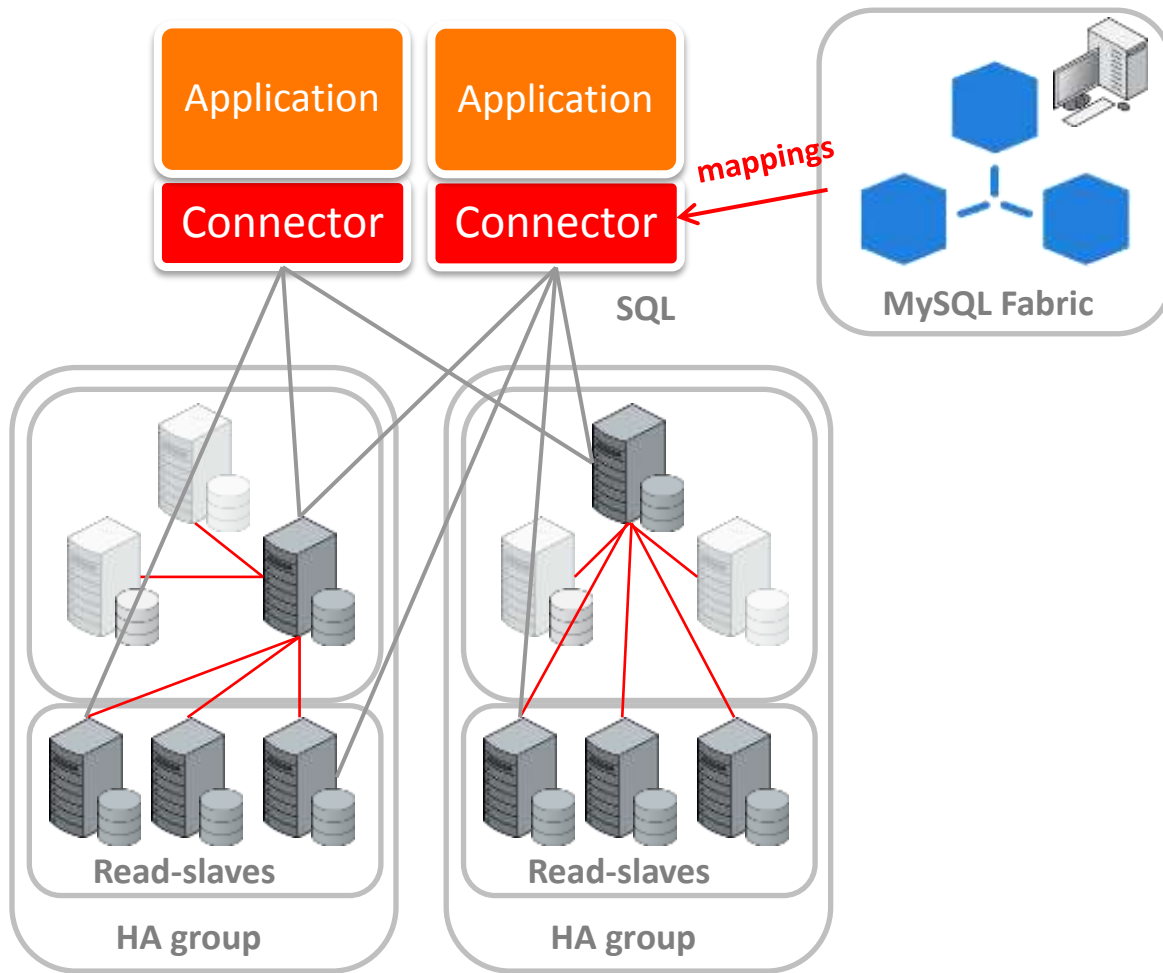 Application
Application
mappings
Connector
Connector
SQL
MySQL Fabric
Read-slaves
Read-slaves
HA group
HA group